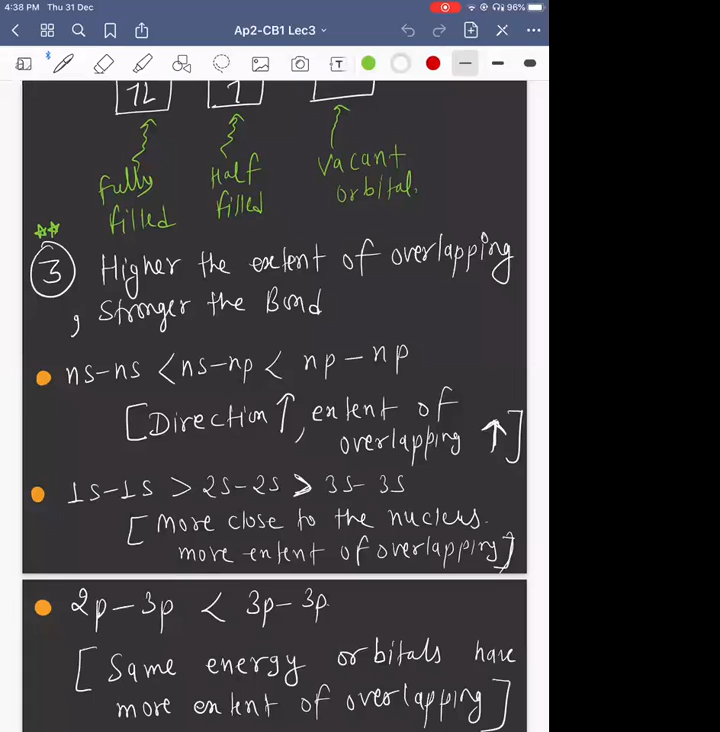 4:38 PM Thu 31 Dec
96%
Ap2-CB1 Lec3
T
1L
1
Fully
filled
Half
filled
Vacant
orbital.
**
3 Higher the extent of overlapping
, Stronger the Bond
ns-ns < ns-np < np-np
[Direction ↑, extent of
overlapping ↑]
1s-1s > 2s-2s > 3s-3s
[More close to the nucleus.
more extent of overlapping]
2p-3p < 3p-3p
[Same energy orbitals have
more extent of overlapping]